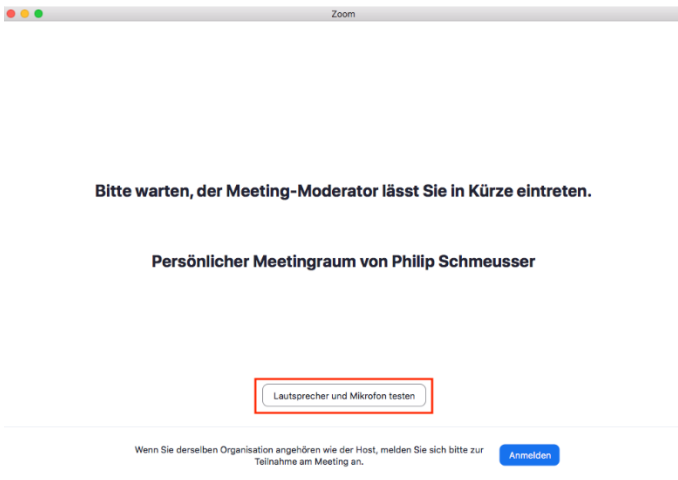 Zoom
Bitte warten, der Meeting-Moderator lässt Sie in Kürze eintreten.
Persönlicher Meetingraum von Philip Schmeusser
Lautsprecher und Mikrofon testen
Wenn Sie derselben Organisation angehören wie der Host, melden Sie sich bitte zur
Teilnahme am Meeting an.
Anmelden